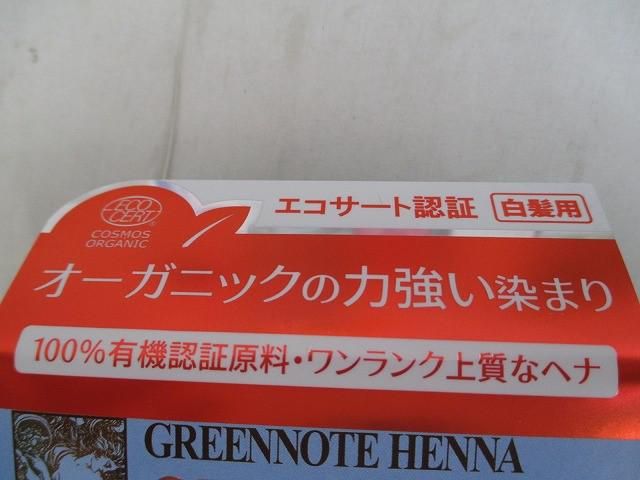 ECO
CERT
COSMOS
ORGANIC
エコサート認証 白髪用
オーガニックの力強い染まり
100%有機認証原料・ワンランク上質なヘナ
GREENNOTE HENNA